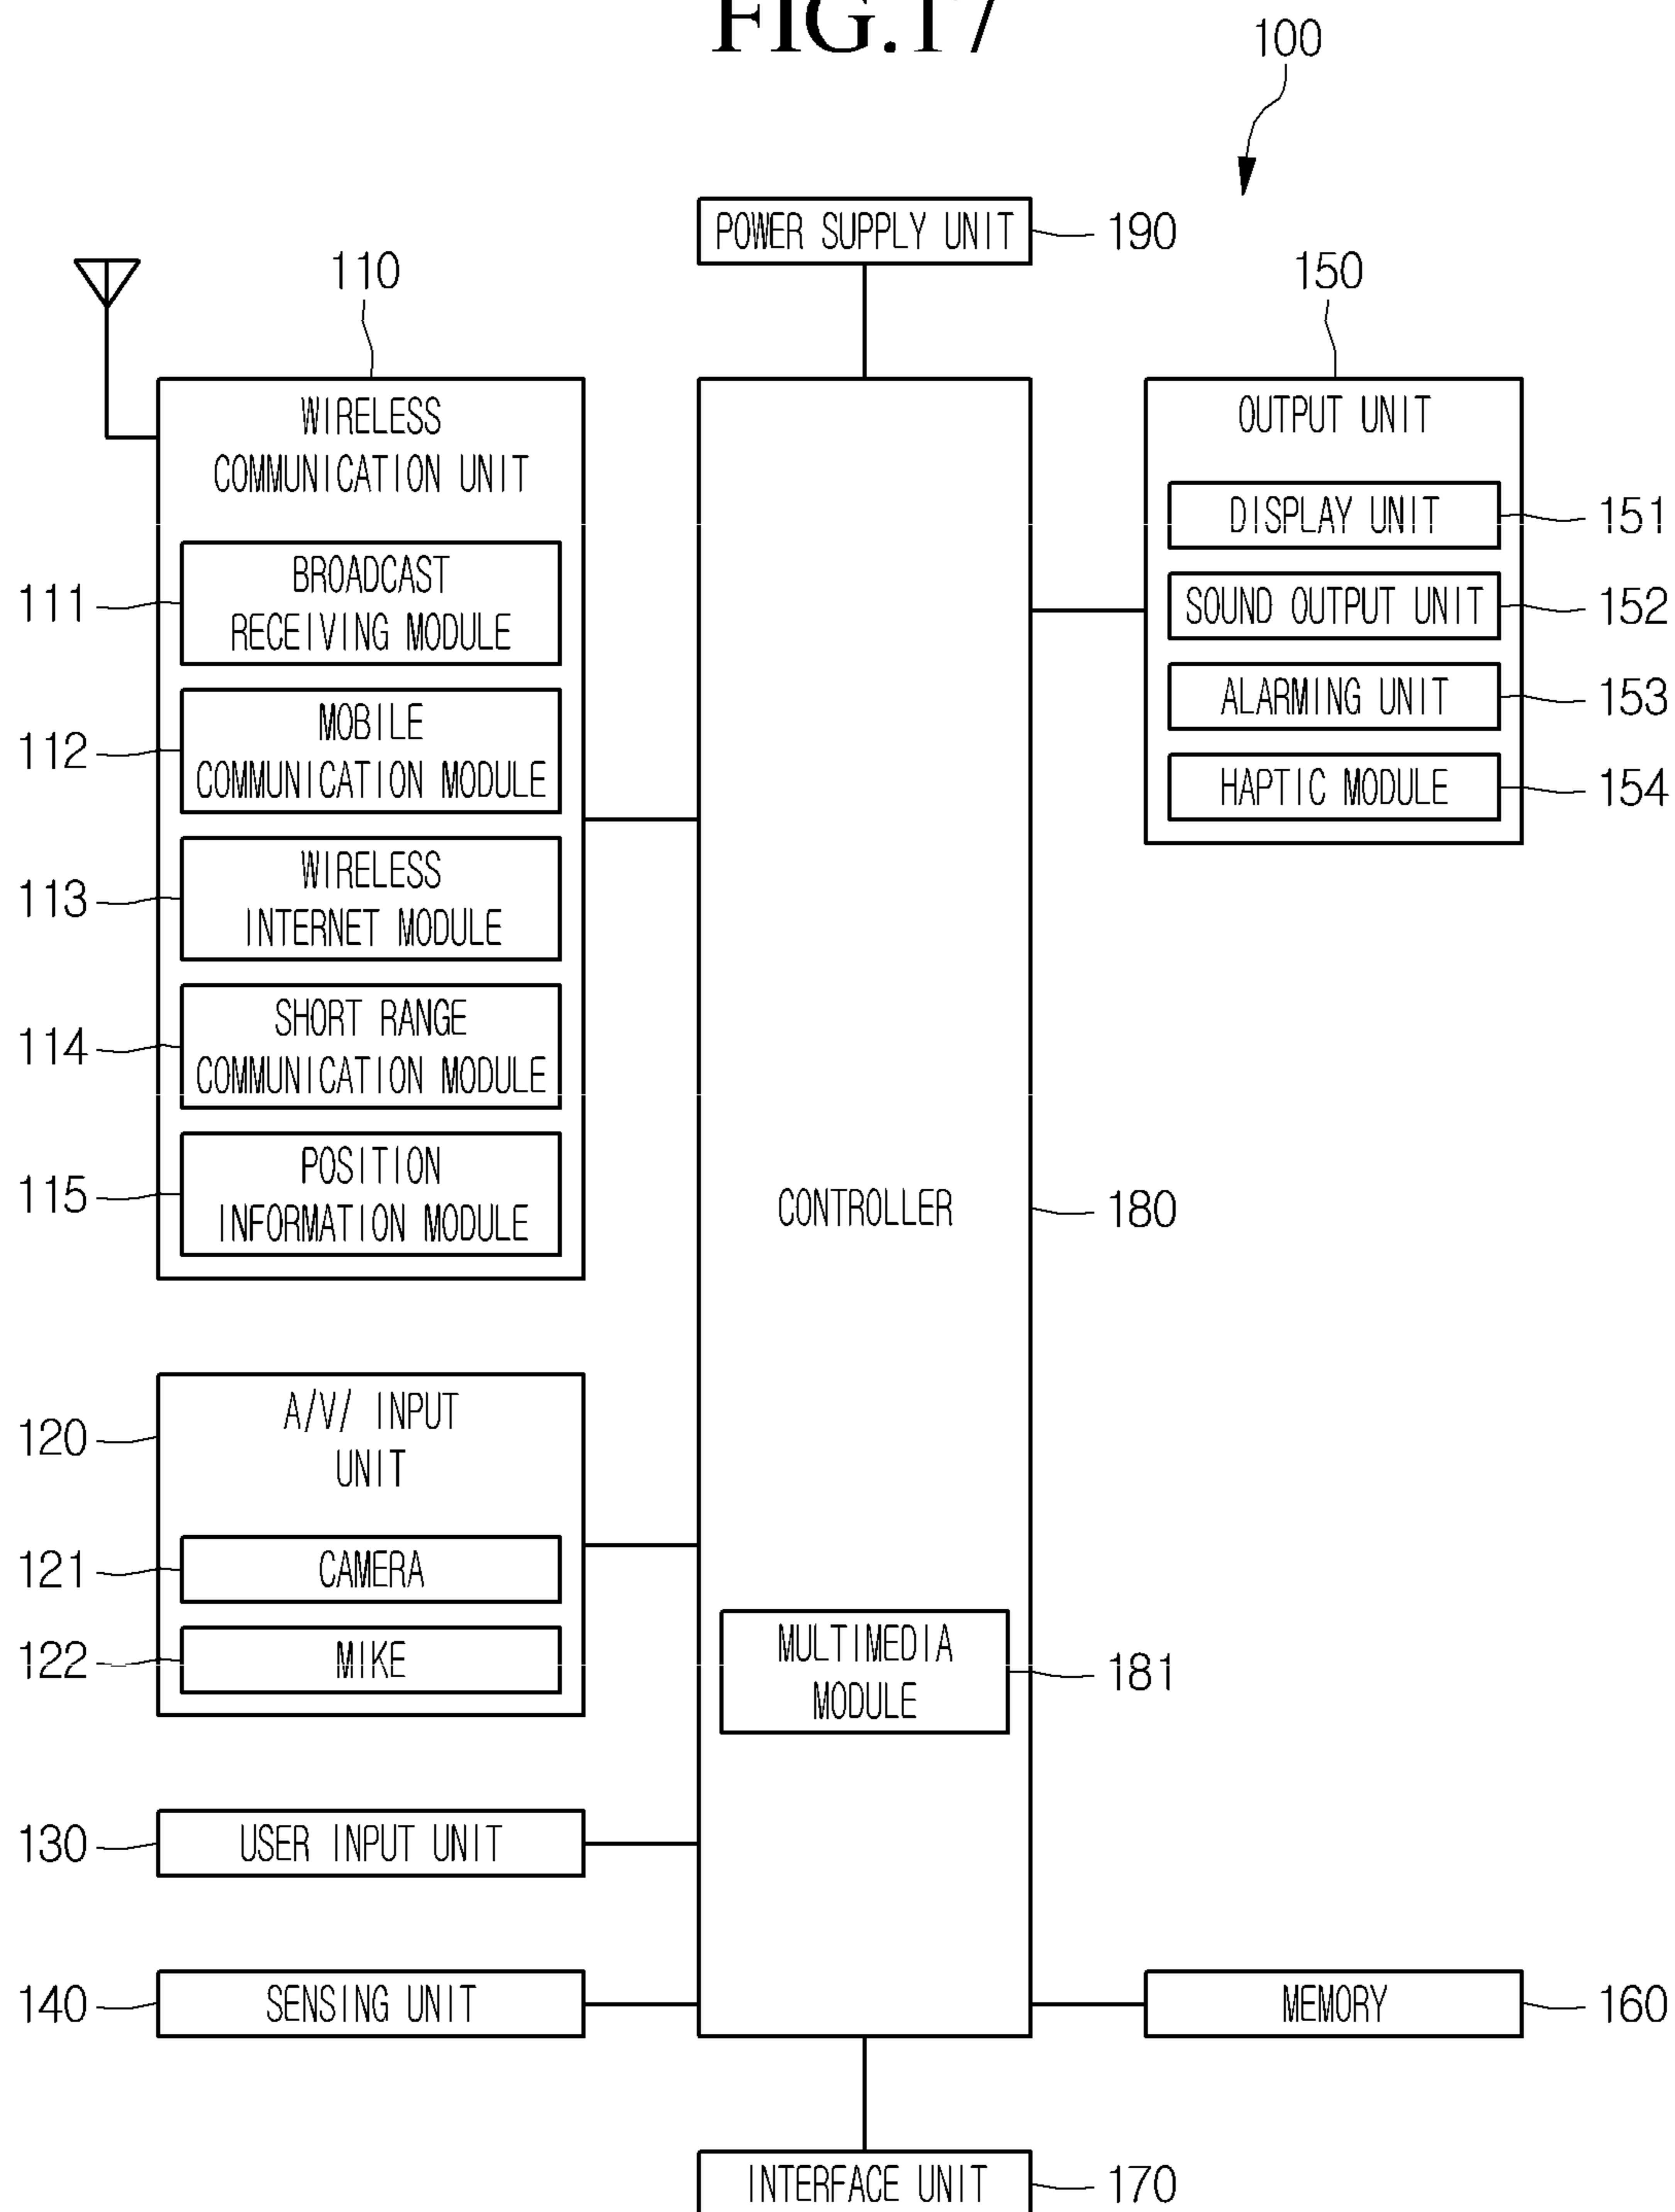 FIG.17
100
POWER SUPPLY UNIT
190
110
150
WIRELESS
COMMUNICATION UNIT
OUTPUT UNIT
DISPLAY UNIT
151
BROADCAST
RECEIVING MODULE
111
SOUND OUTPUT UNIT
152
ALARMING UNIT
153
MOBILE
COMMUNICATION MODULE
112
HAPTIC MODULE
154
WIRELESS
INTERNET MODULE
113
SHORT RANGE
COMMUNICATION MODULE
114
POSITION
INFORMATION MODULE
115
CONTROLLER
180
A/V/ INPUT
UNIT
120
CAMERA
121
MIKE
122
MULTIMEDIA
MODULE
181
USER INPUT UNIT
130
SENSING UNIT
140
MEMORY
160
INTERFACE UNIT
170